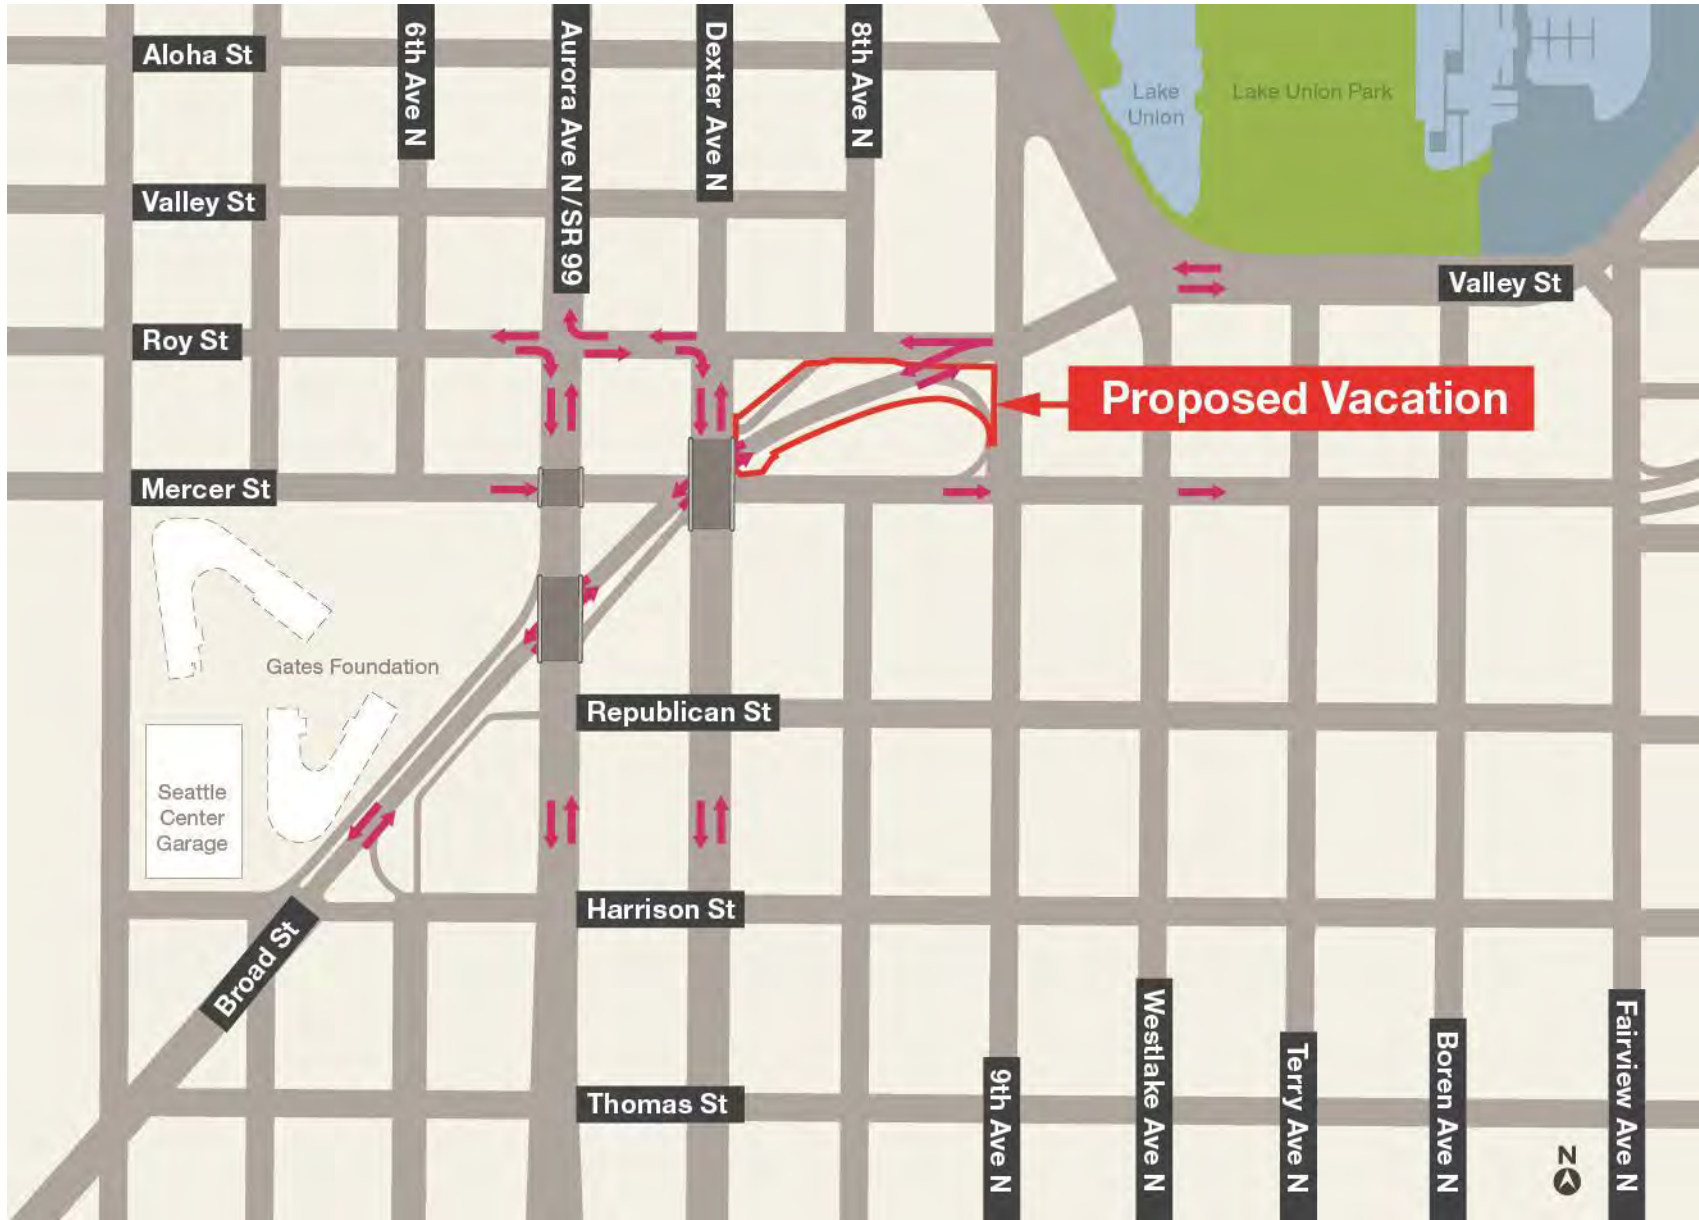 Aloha St
6th Ave N
Aurora Ave N/SR 99
Dexter Ave N
8th Ave N
Lake
Union
Lake Union Park
Valley St
Valley St
Roy St
Proposed Vacation
Mercer St
Gates Foundation
Republican St
Seattle
Center
Garage
Harrison St
Broad St
Thomas St
9th Ave N
Westlake Ave N
Terry Ave N
Boren Ave N
Fairview Ave N
N